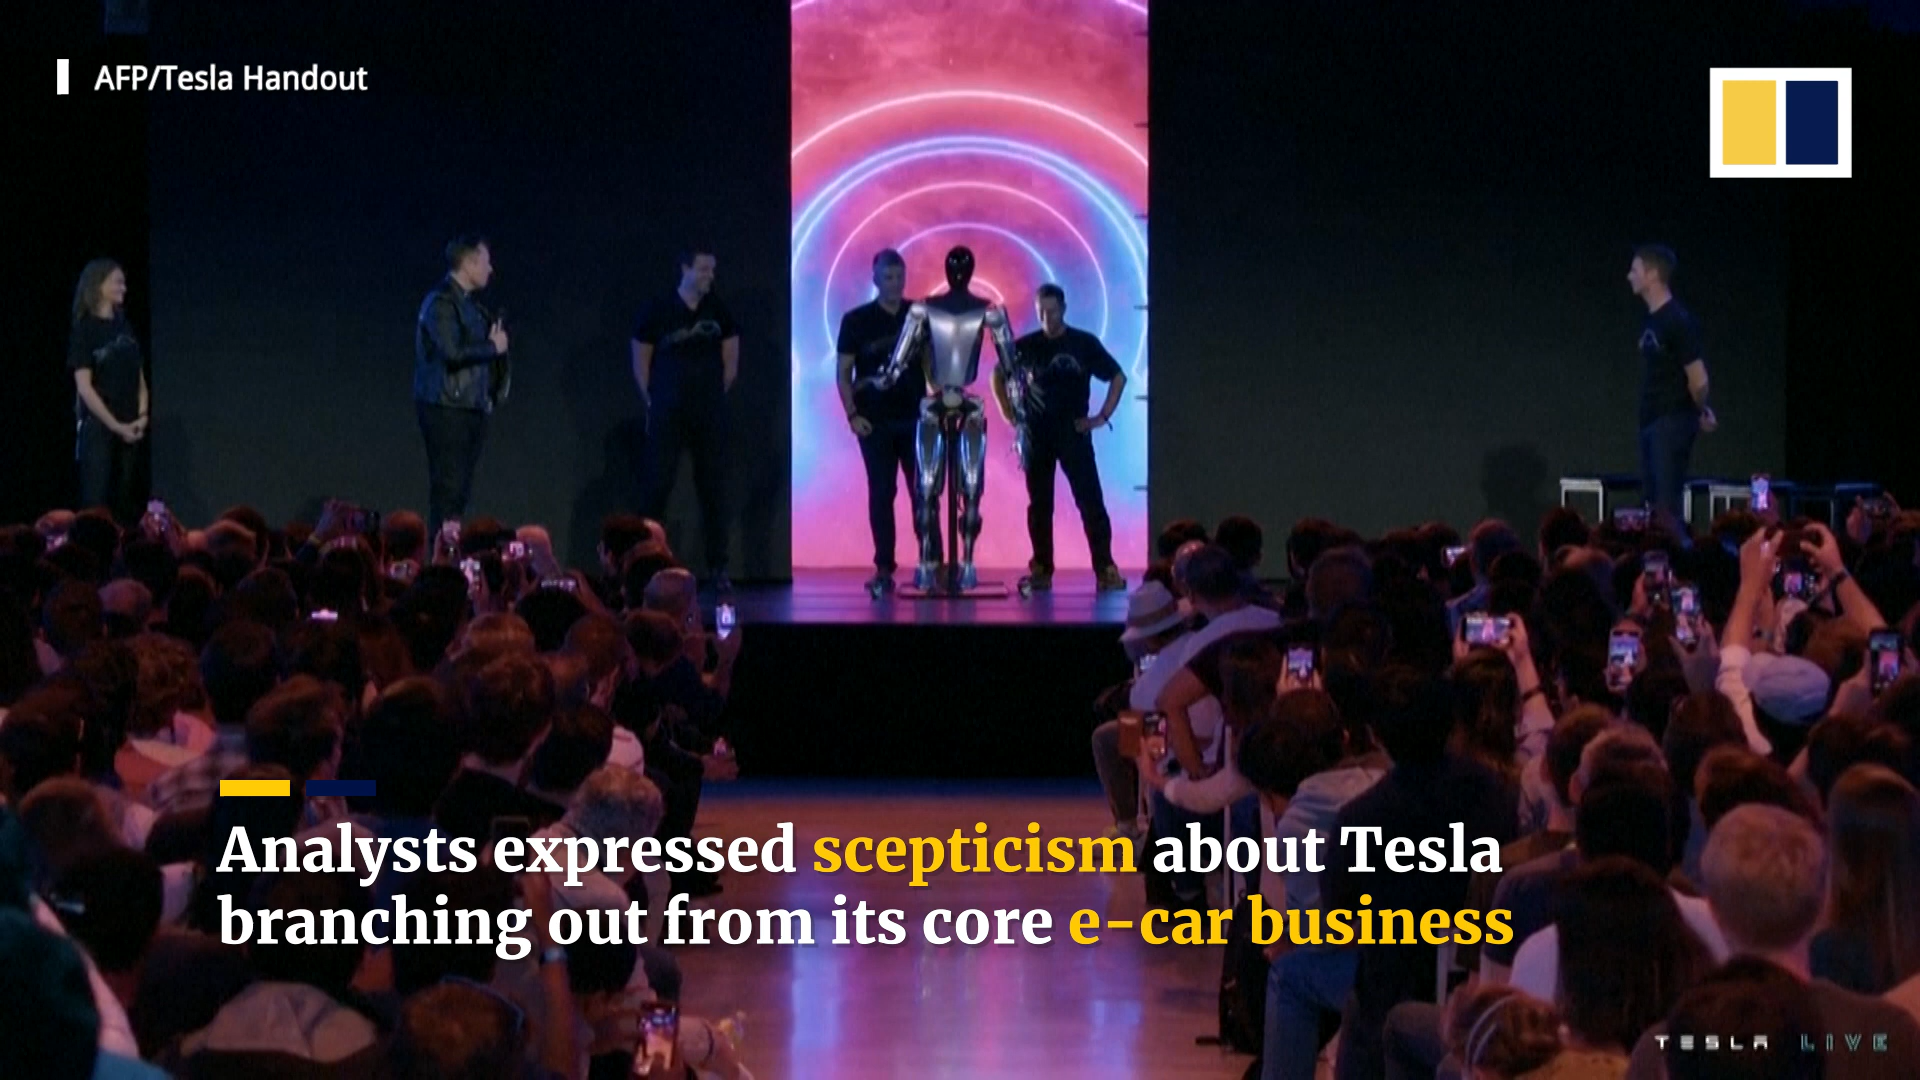 AFP/Tesla Handout
Analysts expressed scepticism about Tesla
branching out from its core e-car business
TESLA LIVE